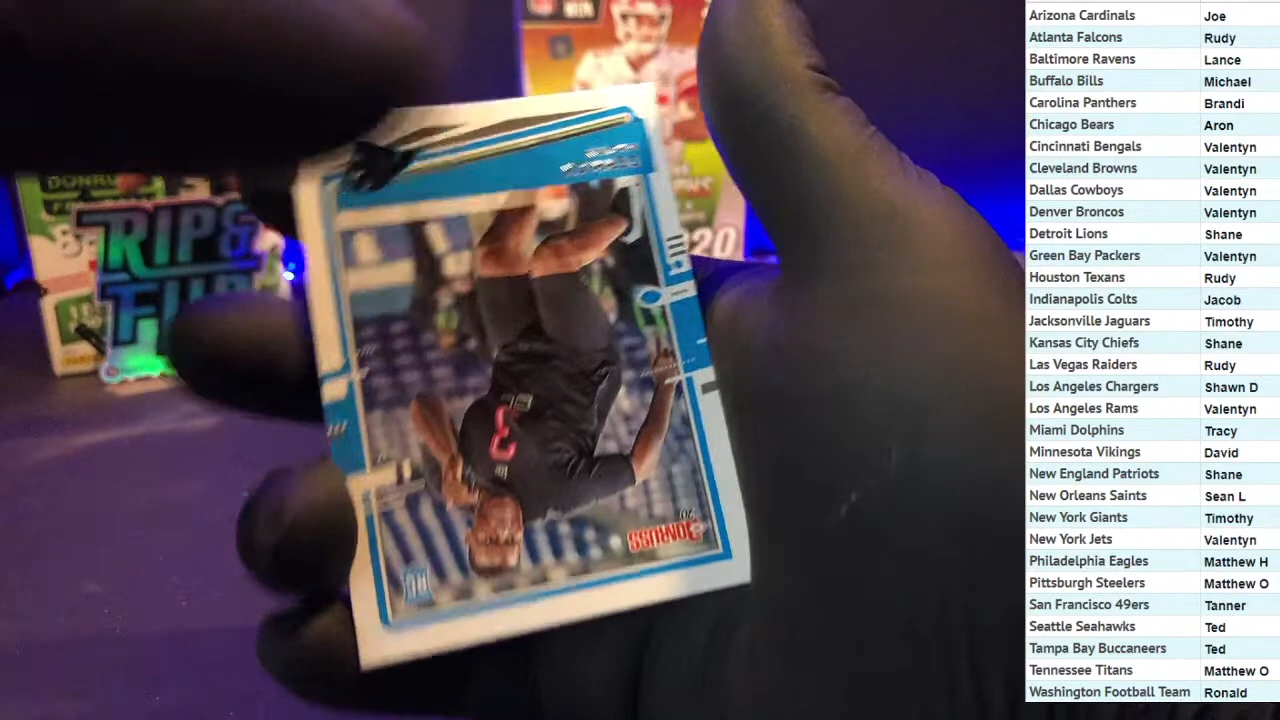 Arizona Cardinals Joe
Atlanta Falcons Rudy
Baltimore Ravens Lance
Buffalo Bills Michael
Carolina Panthers Brandi
Chicago Bears Aron
Cincinnati Bengals Valentyn
Cleveland Browns Valentyn
Dallas Cowboys Valentyn
Denver Broncos Valentyn
Detroit Lions Shane
Green Bay Packers Valentyn
Houston Texans Rudy
Indianapolis Colts Jacob
Jacksonville Jaguars Timothy
Kansas City Chiefs Shane
Las Vegas Raiders Rudy
Los Angeles Chargers Shawn D
Los Angeles Rams Valentyn
Miami Dolphins Tracy
Minnesota Vikings David
New England Patriots Shane
New Orleans Saints Sean L
New York Giants Timothy
New York Jets Valentyn
Philadelphia Eagles Matthew H
Pittsburgh Steelers Matthew O
San Francisco 49ers Tanner
Seattle Seahawks Ted
Tampa Bay Buccaneers Ted
Tennessee Titans Matthew O
Washington Football Team Ronald
RIPS
DONRUSS